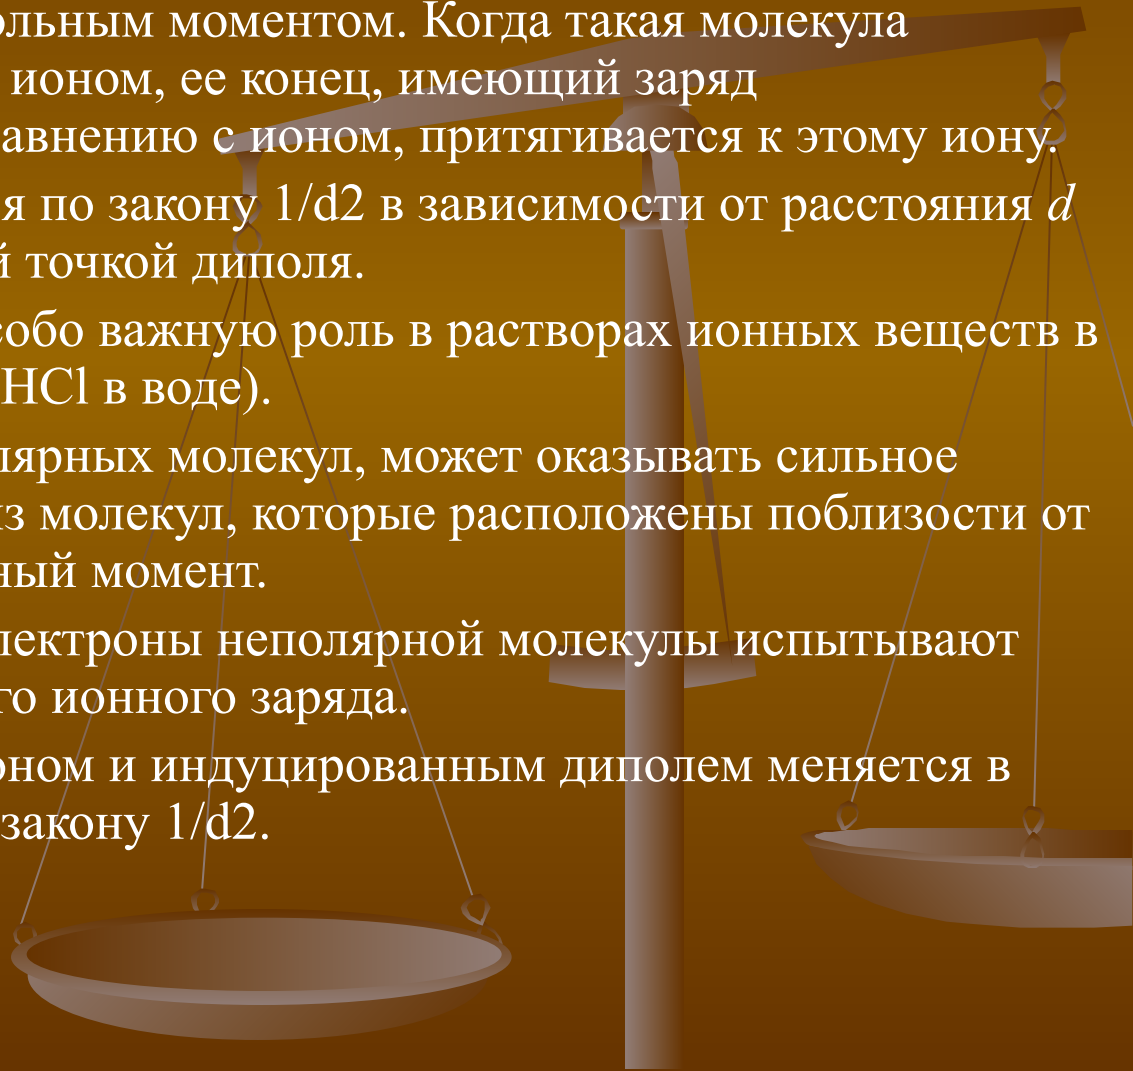 ольным моментом. Когда такая молекула
ионом, ее конец, имеющий заряд
авнению с ионом, притягивается к этому иону.
я по закону 1/d2 в зависимости от расстояния d
й точкой диполя.
собо важную роль в растворах ионных веществ в
HCl в воде).
лярных молекул, может оказывать сильное
из молекул, которые расположены поблизости от
ный момент.
лектроны неполярной молекулы испытывают
го ионного заряда.
оном и индуцированным диполем меняется в
закону 1/d2.